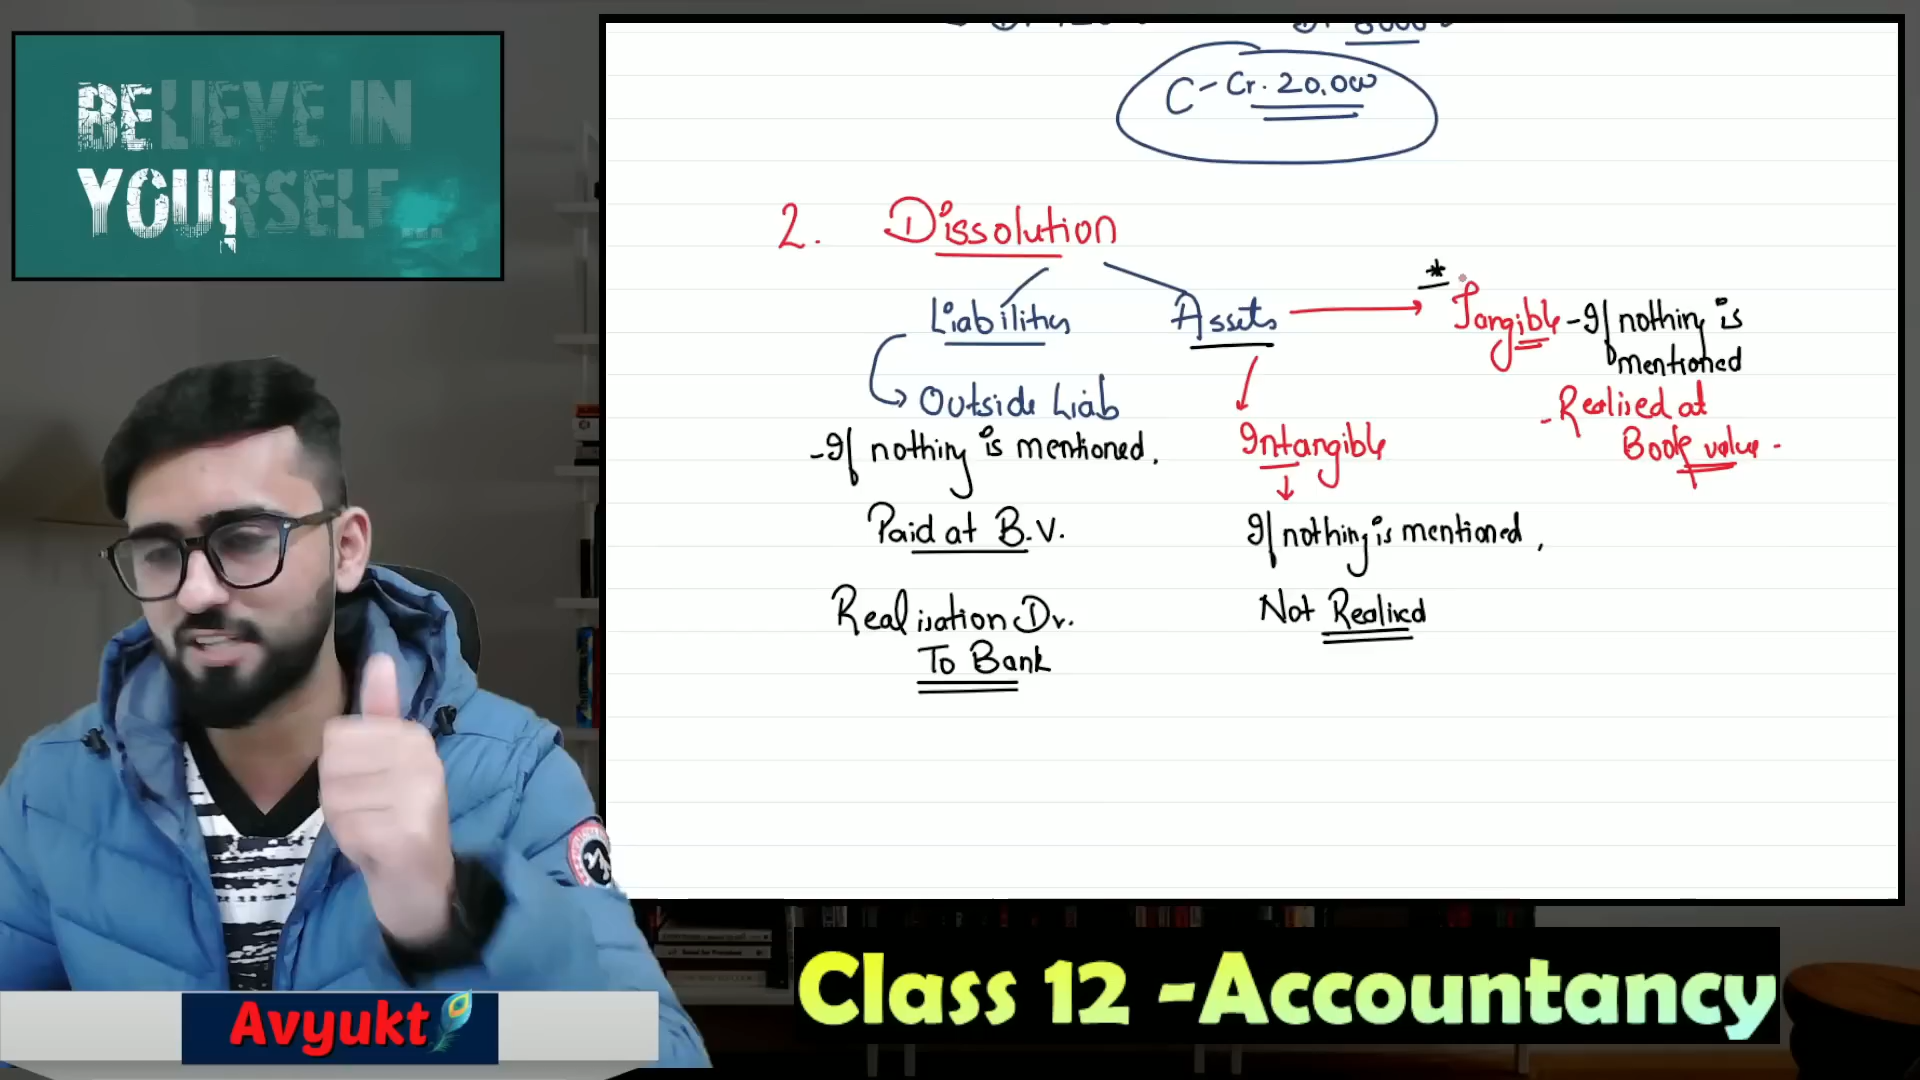 BELIEVE IN
YOURSELF...
C - Cr. 20,000
2. Dissolution
Liabilities
Assets
* Tangible - If nothing is
mentioned
- Realised at
Book value -
Outside Liab
- If nothing is mentioned.
Paid at B.V.
Realisation Dr.
To Bank
Intangible
If nothing is mentioned,
Not Realised
Avyukt
Class 12 -Accountancy